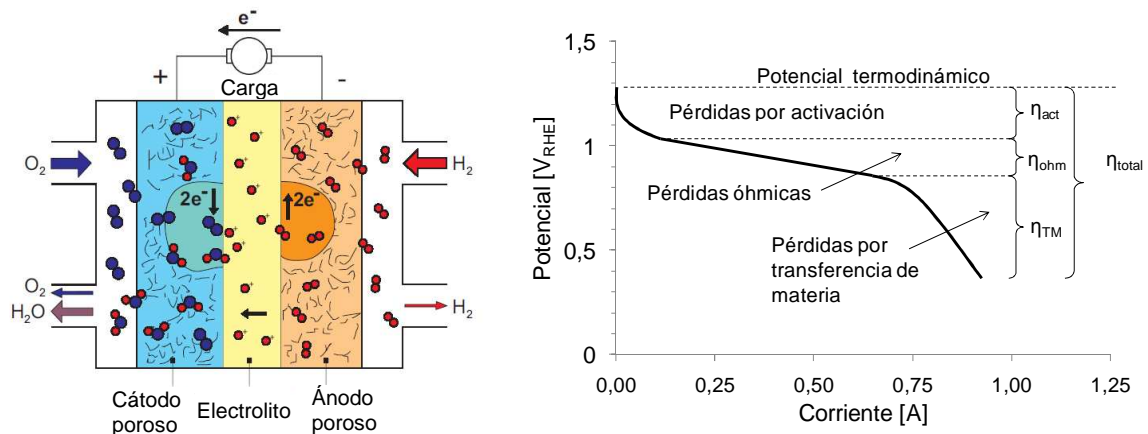 e⁻
+
-
Carga
O₂
H₂
2e⁻
2e⁻
O₂
H₂O
H₂
Cátodo
poroso
Electrolito
Ánodo
poroso
Potencial [V_RHE]
1,5
1
0,5
0
Potencial termodinámico
Pérdidas por activación
Pérdidas óhmicas
Pérdidas por
transferencia de
materia
η_act
η_ohm
η_TM
η_total
0,00 0,25 0,50 0,75 1,00 1,25
Corriente [A]